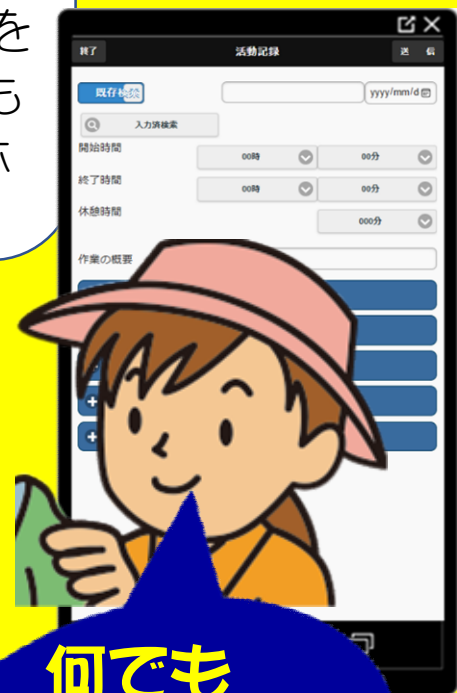 を
も
終了 活動記録 送 信
既存検索 yyyy/mm/d
入力済検索
開始時間 00時 00分
終了時間 00時 00分
休憩時間 000分
作業の概要
何でも